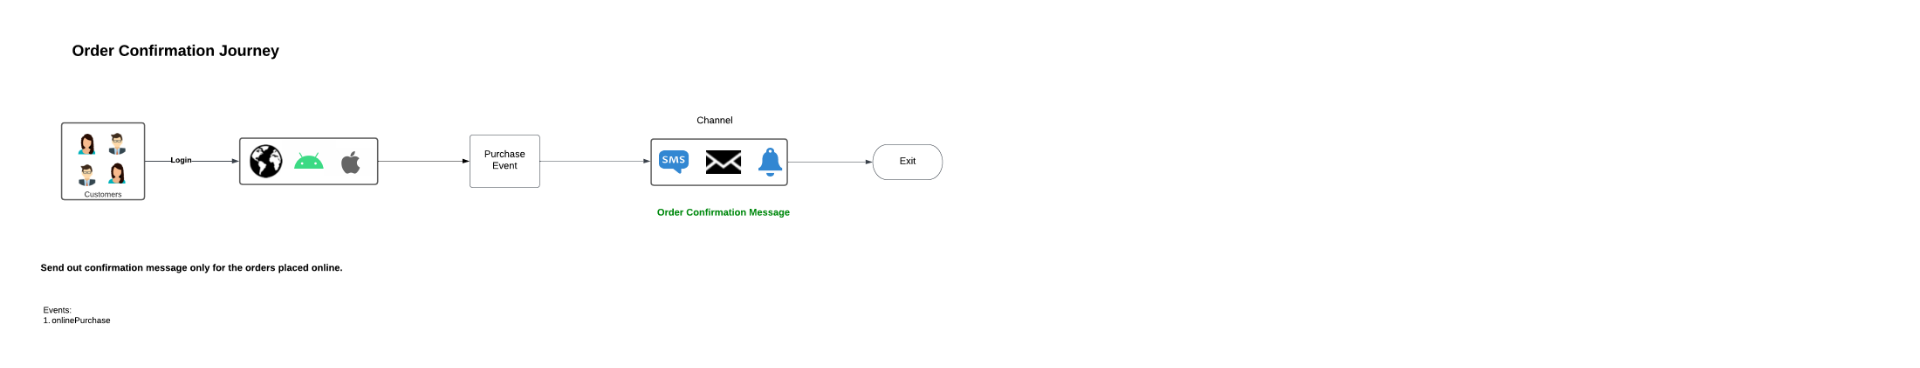 Order Confirmation Journey
Channel
Customers
Login
Purchase
Event
SMS
Exit
Order Confirmation Message
Send out confirmation message only for the orders placed online.
Events:
1. onlinePurchase